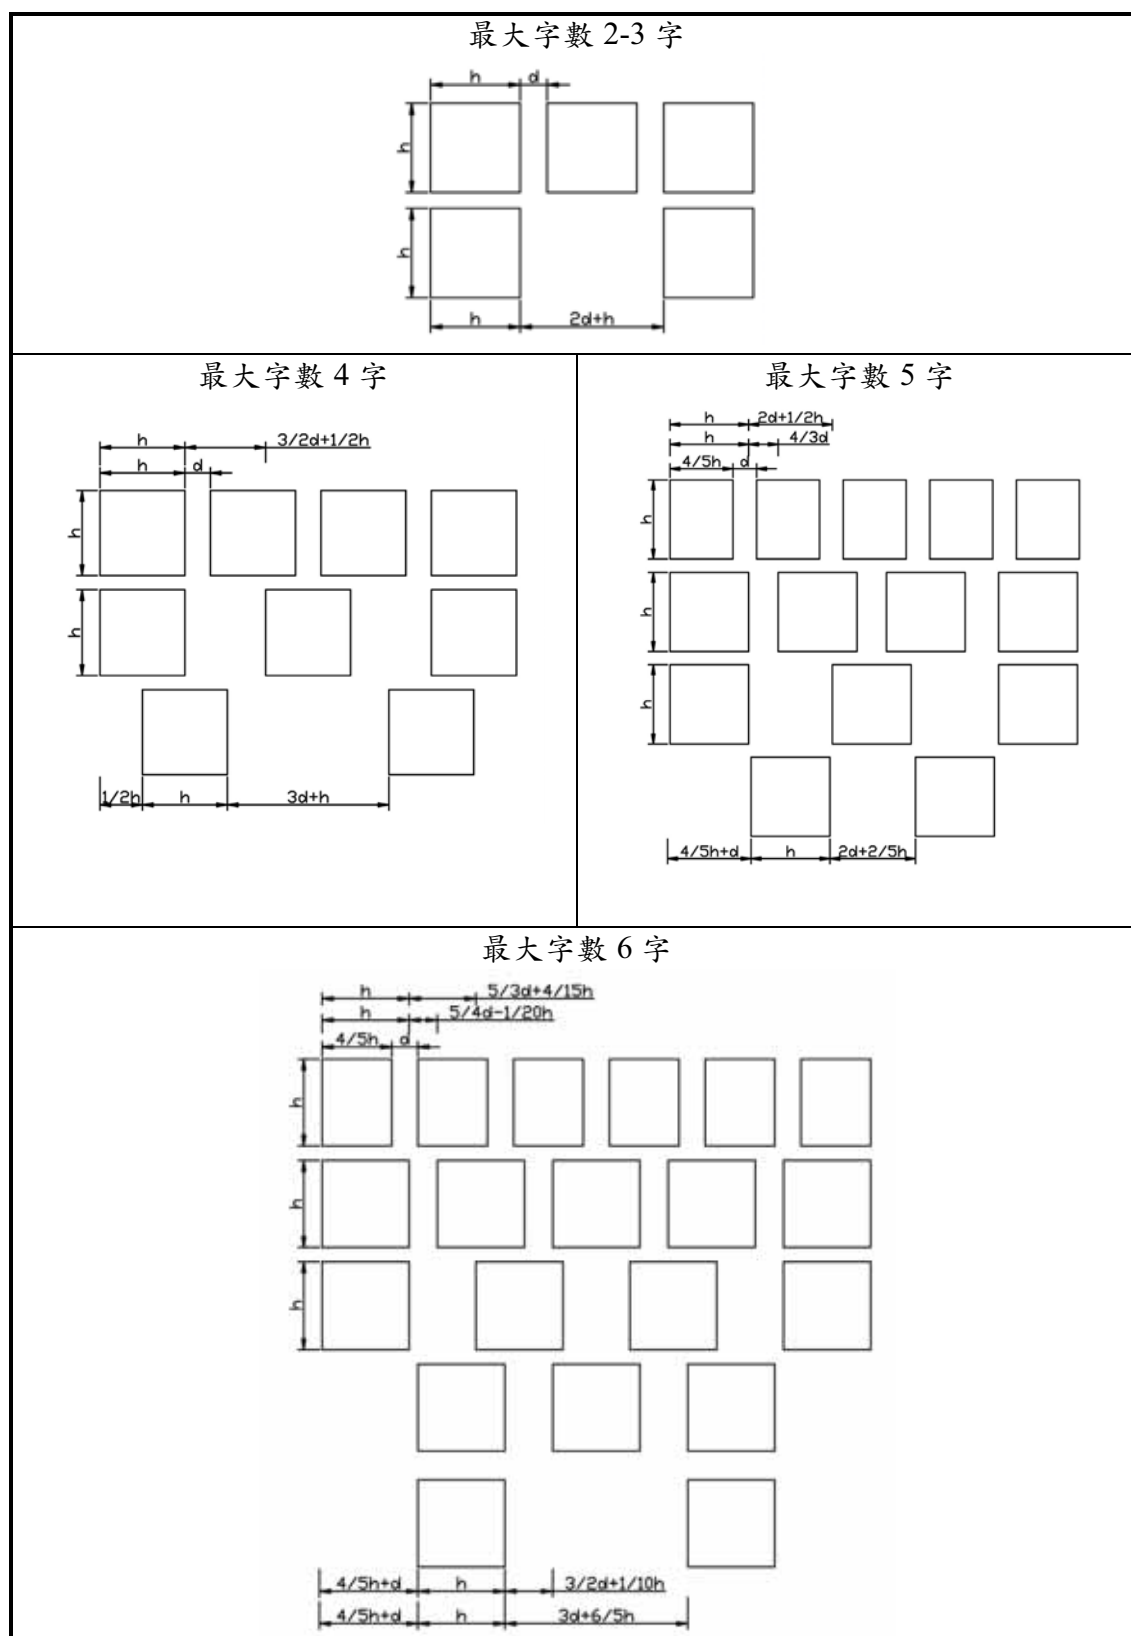 最大字數 2-3 字
h d
h
h
h 2d+h
最大字數 4 字
h 3/2d+1/2h
h d
h
h
1/2h h 3d+h
最大字數 5 字
h 2d+1/2h
h 4/3d
4/5h d
h
h
h
4/5h+d h 2d+2/5h
最大字數 6 字
h 5/3d+4/15h
h 5/4d-1/20h
4/5h d
h
h
h
4/5h+d h 3/2d+1/10h
4/5h+d h 3d+6/5h